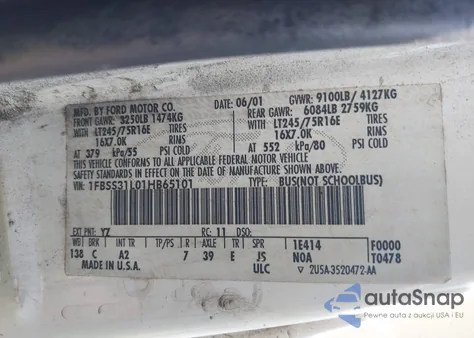 MFD. BY FORD MOTOR CO.
DATE: 06/01 GVWR: 9100LB/ 4127KG
FRONT GAWR: 3250LB 1474KG
REAR GAWR: 6084LB 2759KG
WITH LT245/75R16E TIRES
WITH LT245/75R16E TIRES
16X7.0K RIMS
16X7.0K RIMS
AT 379 kPa/55 PSI COLD
AT 552 kPa/80 PSI COLD
THIS VEHICLE CONFORMS TO ALL APPLICABLE FEDERAL MOTOR VEHICLE
SAFETY STANDARDS IN EFFECT ON THE DATE OF MANUFACTURE SHOWN ABOVE.
VIN: 1FBSS31L01HB65101
TYPE: BUS(NOT SCHOOLBUS)
EXT PNT: YZ RC: 11 DSO:
WB BRK INT TR TP/PS R AXLE TR SPR
138 C A2 7 39 E J5
1E414 F0000
N0A T0478
MADE IN U.S.A.
ULC 2U5A-3520472-AA
autoSnap
Pewne auta z aukcji USA i EU